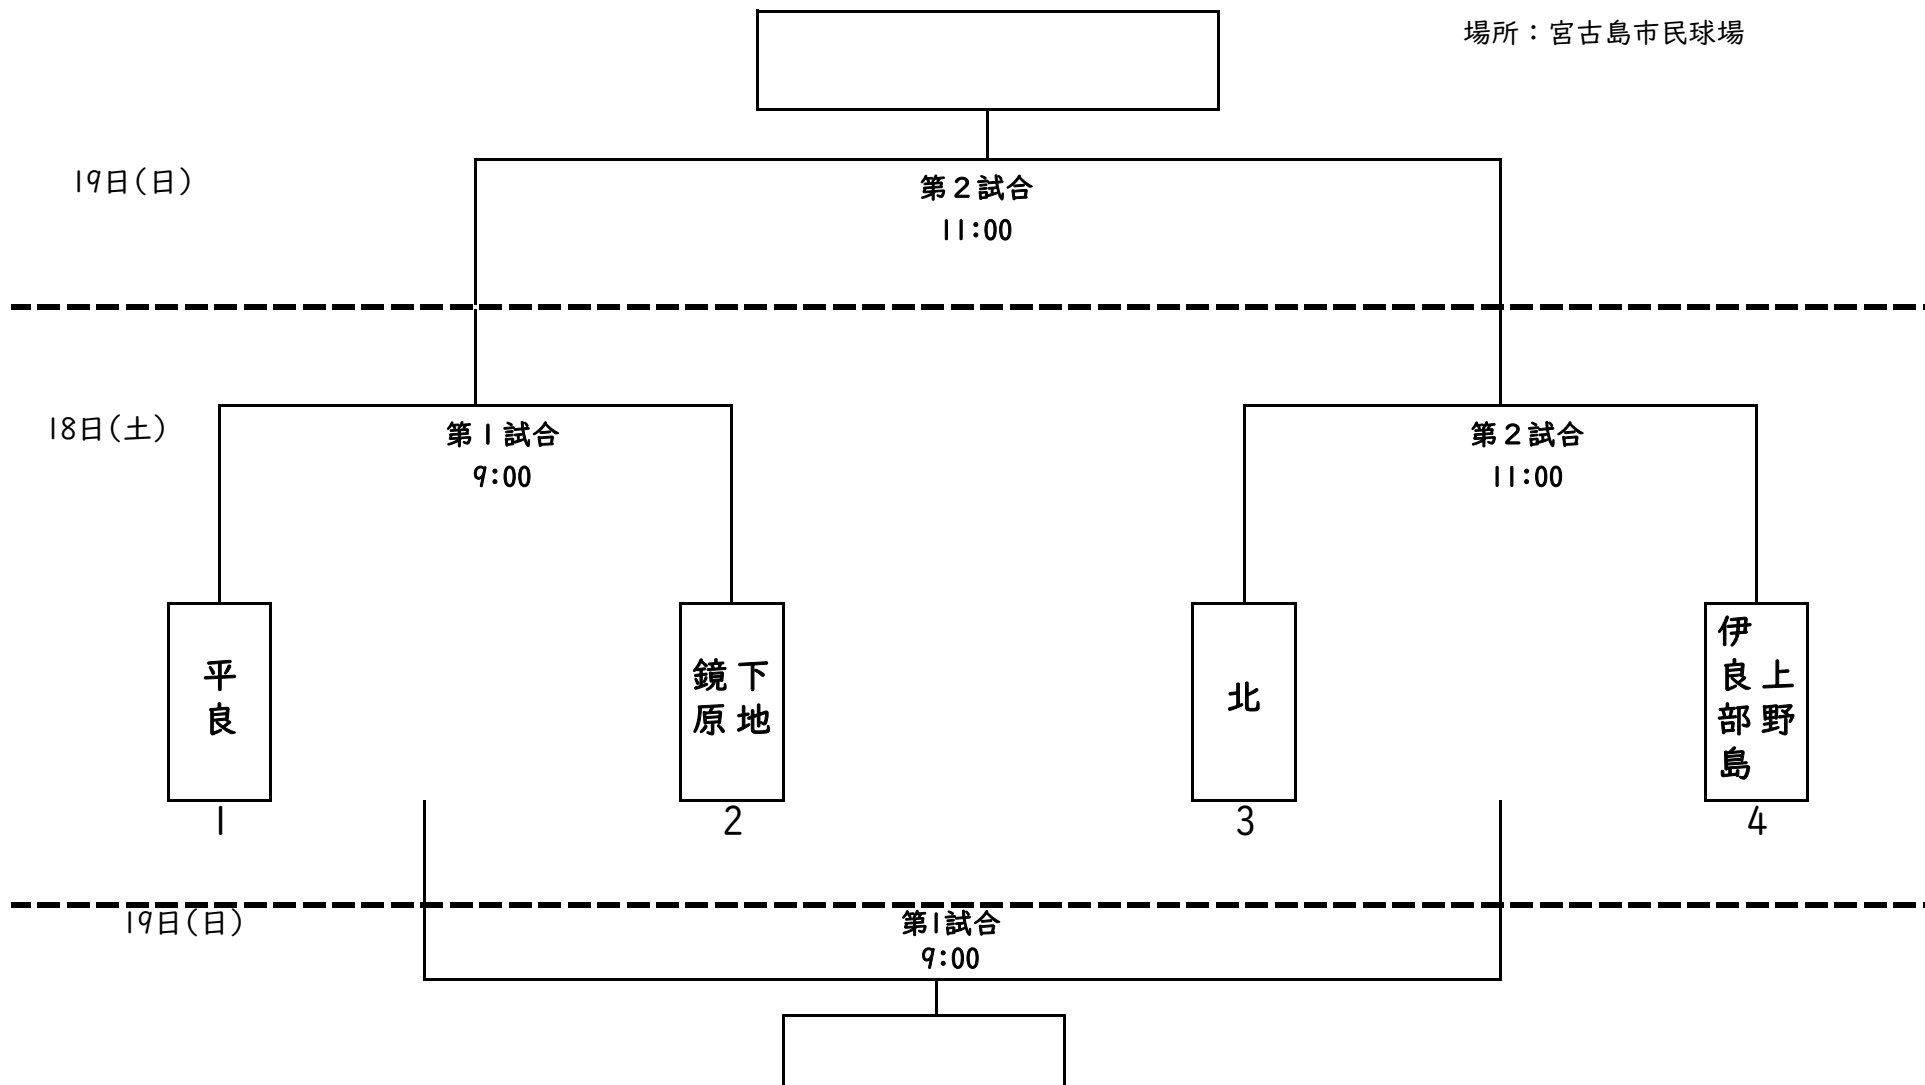 場所：宮古島市民球場
19日(日)
第２試合
11:00
18日(土)
第１試合
9:00
第２試合
11:00
平良
下地
鏡原
北
上野
伊良部島
1
2
3
4
19日(日)
第1試合
9:00